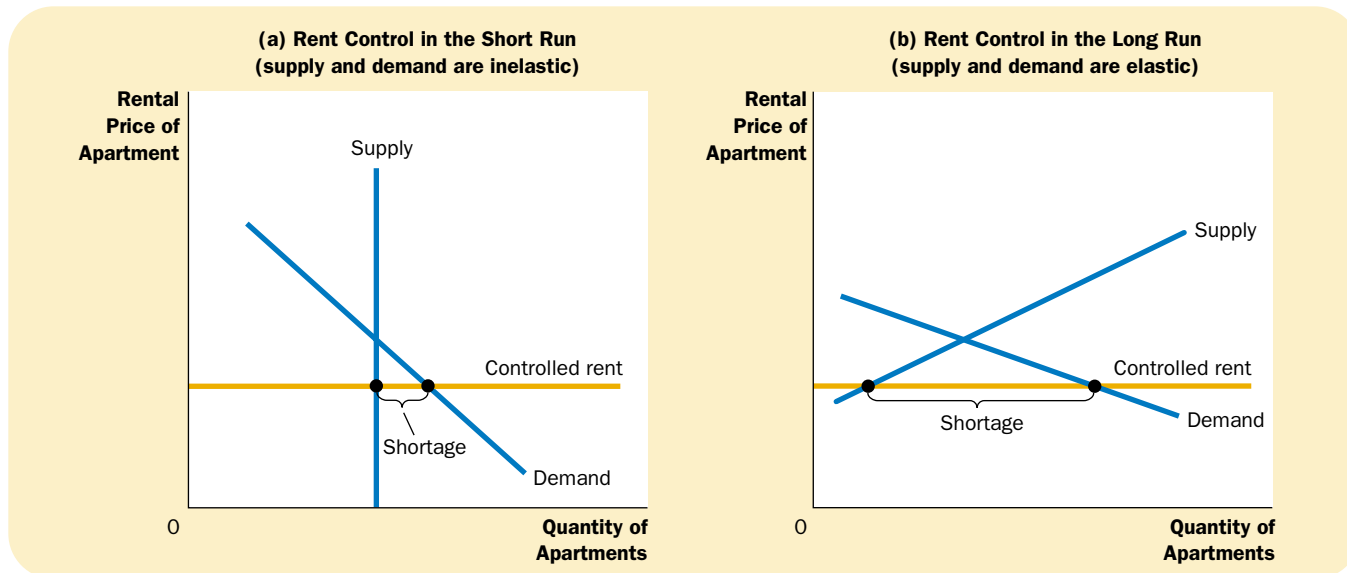 (a) Rent Control in the Short Run
(supply and demand are inelastic)
Rental
Price of
Apartment
Supply
Controlled rent
Shortage
Demand
0
Quantity of
Apartments
(b) Rent Control in the Long Run
(supply and demand are elastic)
Rental
Price of
Apartment
Supply
Controlled rent
Shortage
Demand
0
Quantity of
Apartments